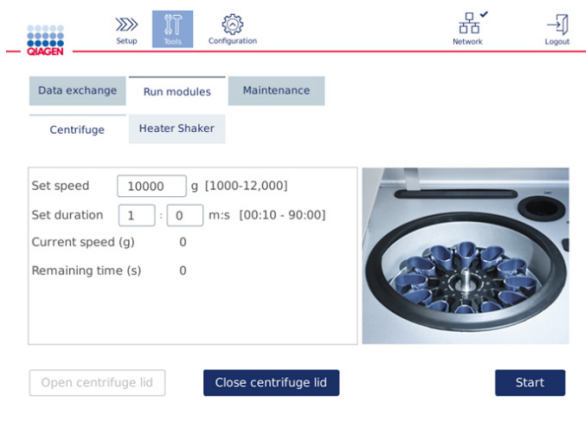 QIAGEN
Setup
Tools
Configuration
Network
Logout
Data exchange Run modules Maintenance
Centrifuge Heater Shaker
Set speed 10000 g [1000-12,000]
Set duration 1 : 0 m:s [00:10 - 90:00]
Current speed (g) 0
Remaining time (s) 0
Open centrifuge lid Close centrifuge lid Start